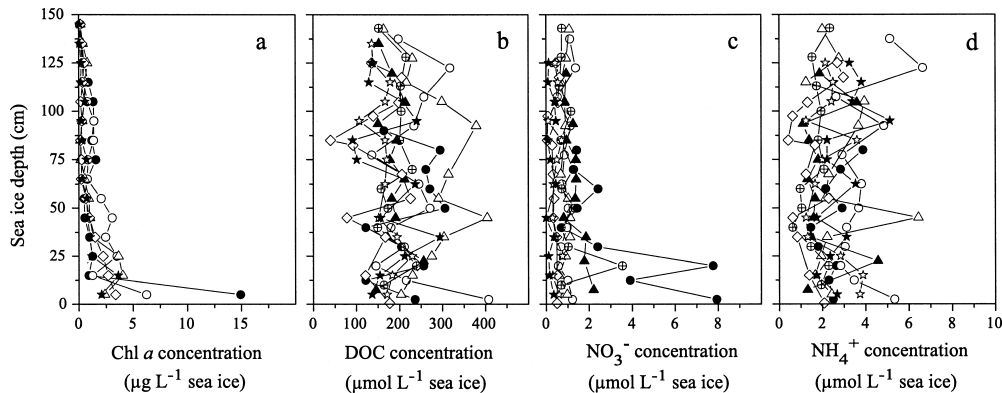 150
125
100
75
50
25
0
Sea ice depth (cm)
a
b
c
d
0 5 10 15 20
0 100 200 300 400
0 2 4 6 8
0 2 4 6 8 10
Chl a concentration
(µg L⁻¹ sea ice)
DOC concentration
(µmol L⁻¹ sea ice)
NO₃⁻ concentration
(µmol L⁻¹ sea ice)
NH₄⁺ concentration
(µmol L⁻¹ sea ice)